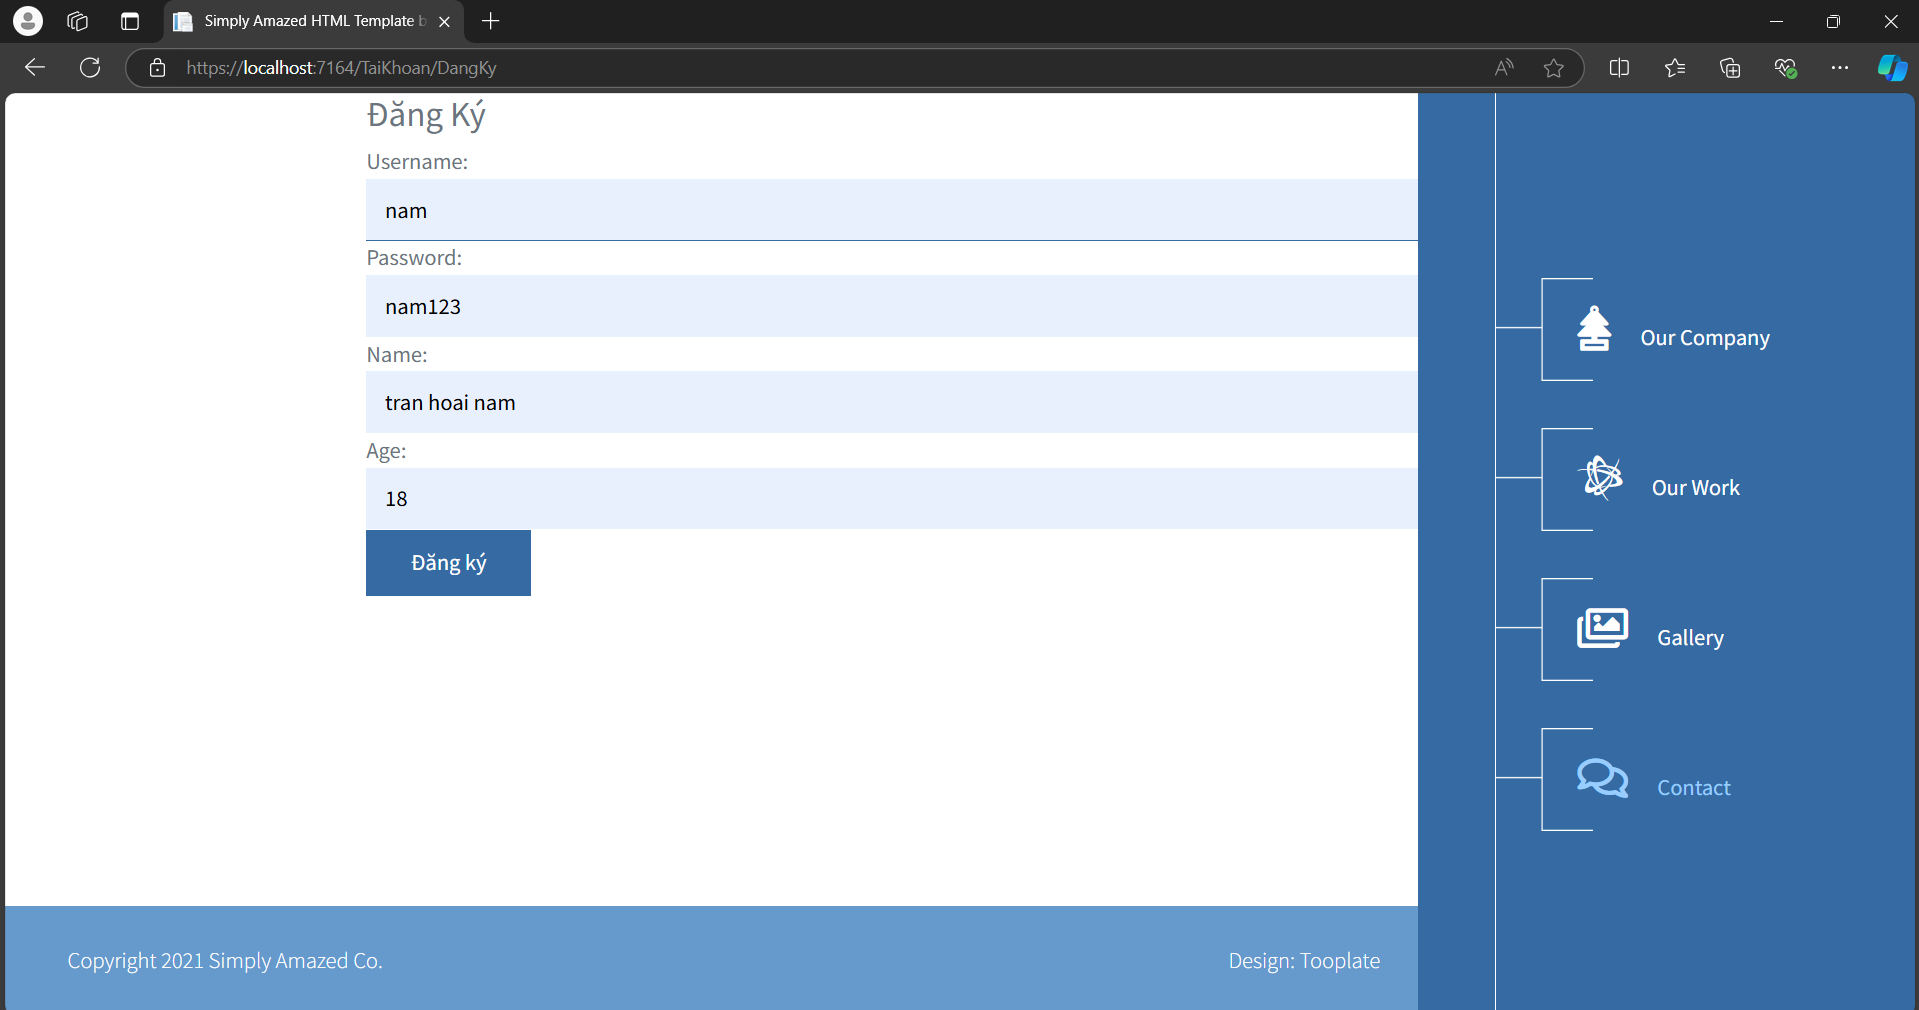 Simply Amazed HTML Template b
https://localhost:7164/TaiKhoan/DangKy
Đăng Ký
Username:
nam
Password:
nam123
Name:
tran hoai nam
Age:
18
Đăng ký
Our Company
Our Work
Gallery
Contact
Copyright 2021 Simply Amazed Co.
Design: Tooplate